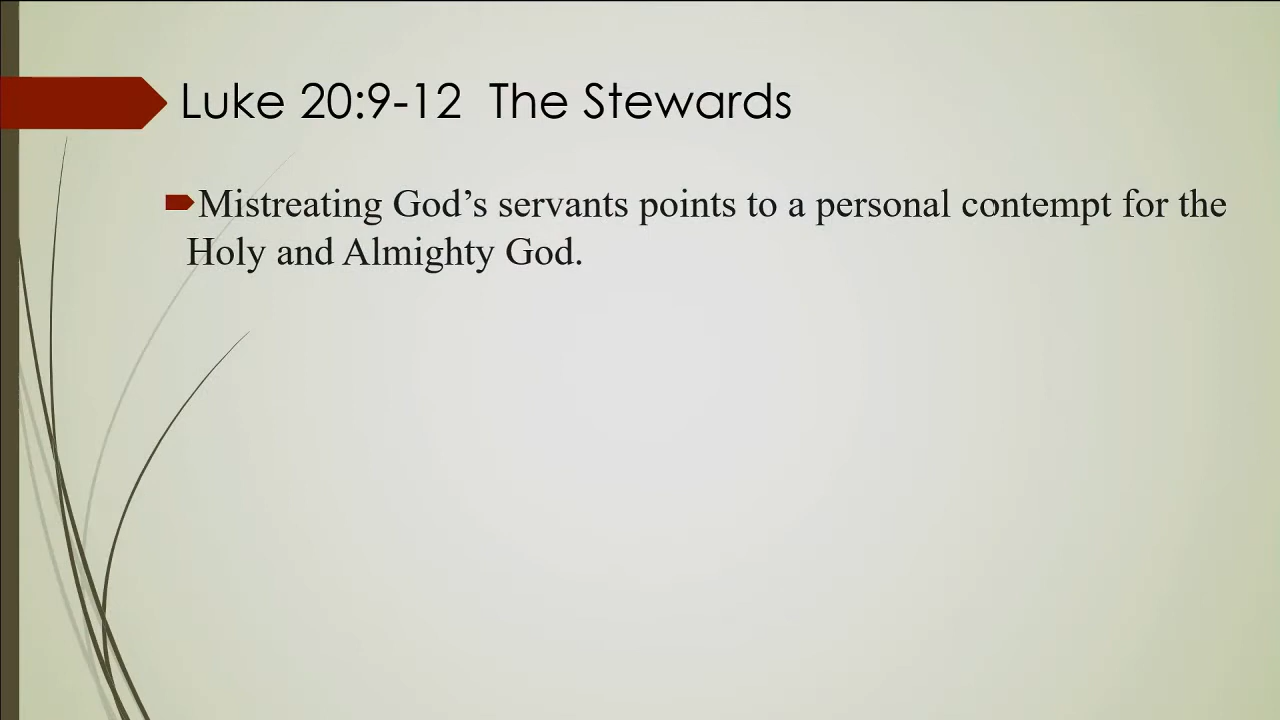 Luke 20:9-12  The Stewards
Mistreating God’s servants points to a personal contempt for the
Holy and Almighty God.